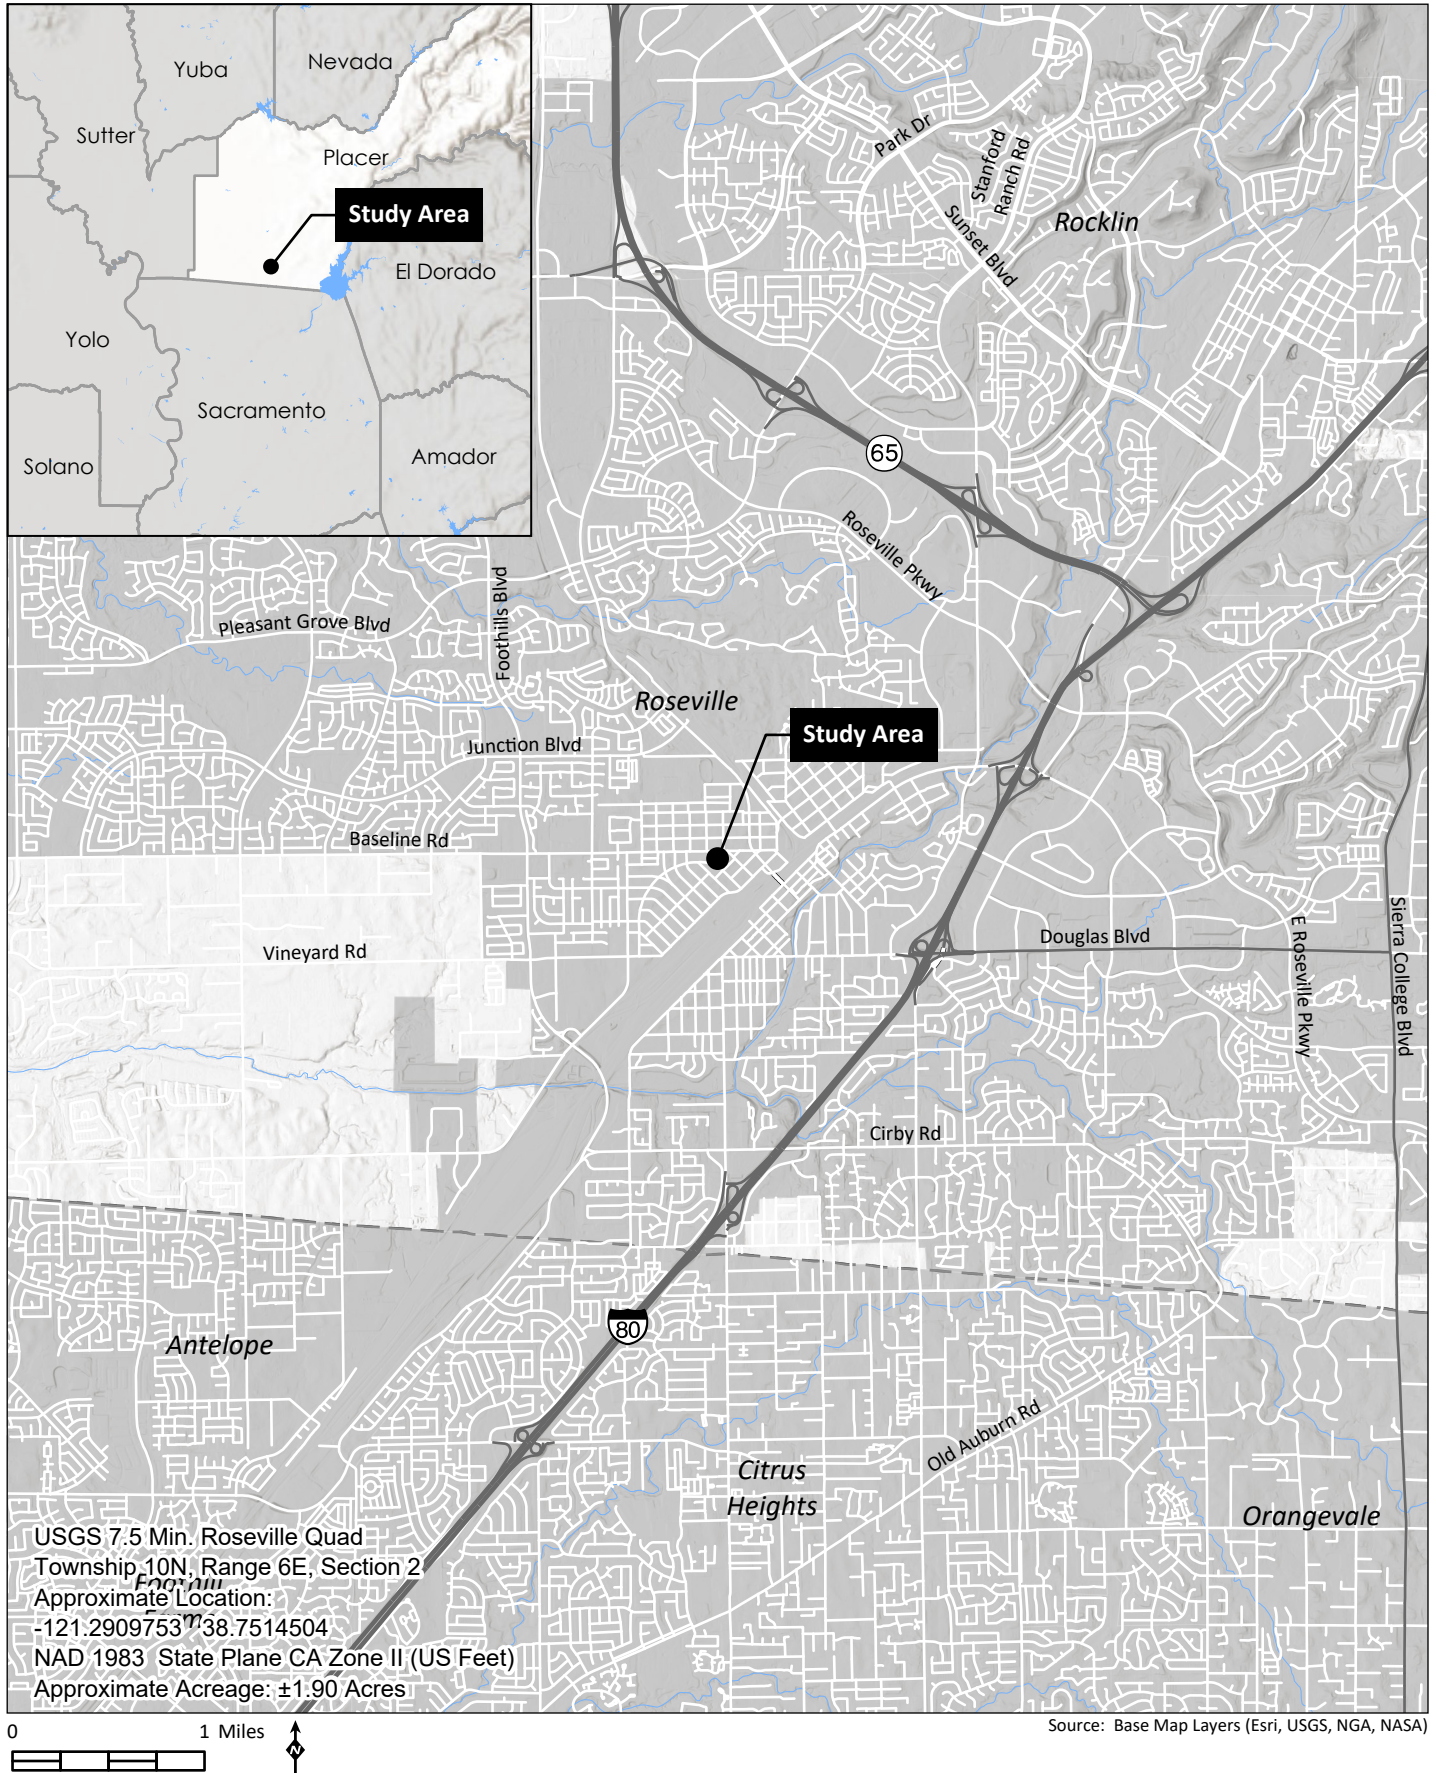 Yuba
Nevada
Sutter
Placer
Study Area
El Dorado
Yolo
Sacramento
Solano
Amador
Park Dr
Stanford
Ranch Rd
Sunset Blvd
Rocklin
65
Roseville Pkwy
Foothills Blvd
Pleasant Grove Blvd
Roseville
Study Area
Junction Blvd
Baseline Rd
Vineyard Rd
Douglas Blvd
E Roseville Pkwy
Sierra College Blvd
Cirby Rd
80
Antelope
Old Auburn Rd
Citrus
Heights
Orangevale
Foothill
Farms
USGS 7.5 Min. Roseville Quad
Township 10N, Range 6E, Section 2
Approximate Location:
-121.2909753 38.7514504
NAD 1983 State Plane CA Zone II (US Feet)
Approximate Acreage: ±1.90 Acres
0 1 Miles
N
Source: Base Map Layers (Esri, USGS, NGA, NASA)